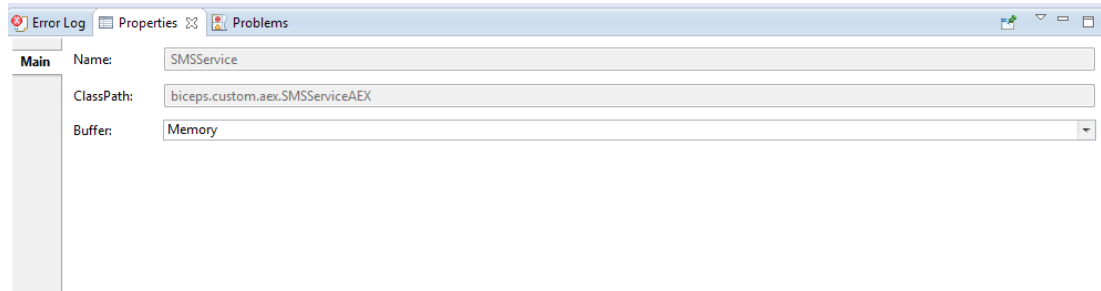 Error Log Properties Problems
Main
Name: SMSService
ClassPath: biceps.custom.aex.SMSServiceAEX
Buffer: Memory